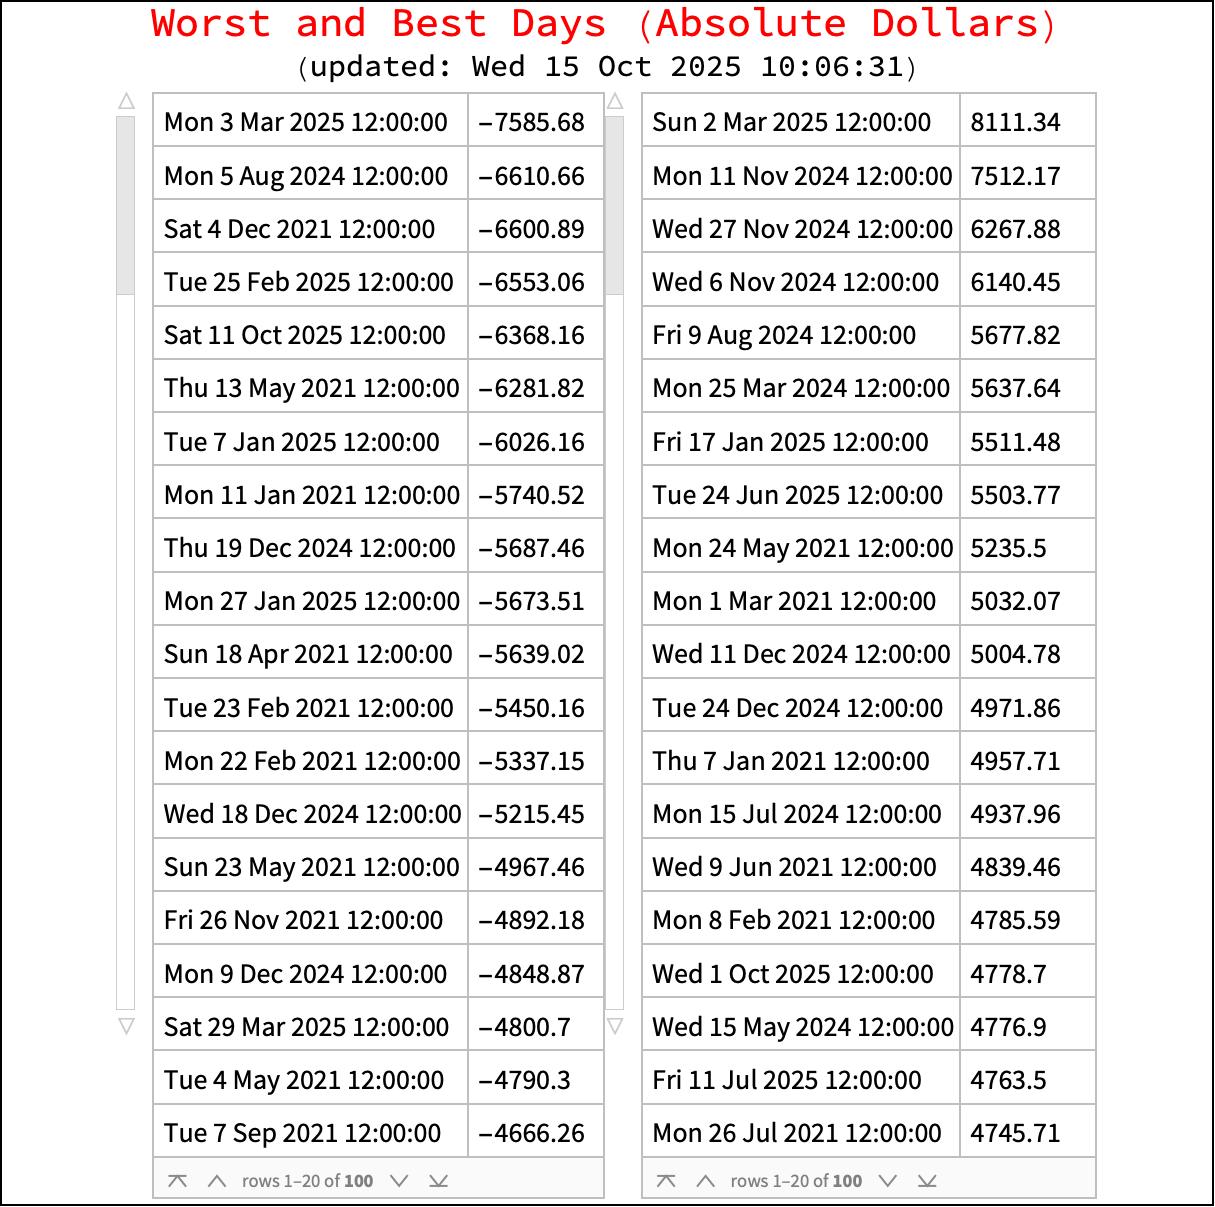 Worst and Best Days (Absolute Dollars)
(updated: Wed 15 Oct 2025 10:06:31)
Mon 3 Mar 2025 12:00:00 −7585.68 Sun 2 Mar 2025 12:00:00 8111.34
Mon 5 Aug 2024 12:00:00 −6610.66 Mon 11 Nov 2024 12:00:00 7512.17
Sat 4 Dec 2021 12:00:00 −6600.89 Wed 27 Nov 2024 12:00:00 6267.88
Tue 25 Feb 2025 12:00:00 −6553.06 Wed 6 Nov 2024 12:00:00 6140.45
Sat 11 Oct 2025 12:00:00 −6368.16 Fri 9 Aug 2024 12:00:00 5677.82
Thu 13 May 2021 12:00:00 −6281.82 Mon 25 Mar 2024 12:00:00 5637.64
Tue 7 Jan 2025 12:00:00 −6026.16 Fri 17 Jan 2025 12:00:00 5511.48
Mon 11 Jan 2021 12:00:00 −5740.52 Tue 24 Jun 2025 12:00:00 5503.77
Thu 19 Dec 2024 12:00:00 −5687.46 Mon 24 May 2021 12:00:00 5235.5
Mon 27 Jan 2025 12:00:00 −5673.51 Mon 1 Mar 2021 12:00:00 5032.07
Sun 18 Apr 2021 12:00:00 −5639.02 Wed 11 Dec 2024 12:00:00 5004.78
Tue 23 Feb 2021 12:00:00 −5450.16 Tue 24 Dec 2024 12:00:00 4971.86
Mon 22 Feb 2021 12:00:00 −5337.15 Thu 7 Jan 2021 12:00:00 4957.71
Wed 18 Dec 2024 12:00:00 −5215.45 Mon 15 Jul 2024 12:00:00 4937.96
Sun 23 May 2021 12:00:00 −4967.46 Wed 9 Jun 2021 12:00:00 4839.46
Fri 26 Nov 2021 12:00:00 −4892.18 Mon 8 Feb 2021 12:00:00 4785.59
Mon 9 Dec 2024 12:00:00 −4848.87 Wed 1 Oct 2025 12:00:00 4778.7
Sat 29 Mar 2025 12:00:00 −4800.7 Wed 15 May 2024 12:00:00 4776.9
Tue 4 May 2021 12:00:00 −4790.3 Fri 11 Jul 2025 12:00:00 4763.5
Tue 7 Sep 2021 12:00:00 −4666.26 Mon 26 Jul 2021 12:00:00 4745.71
rows 1–20 of 100 rows 1–20 of 100